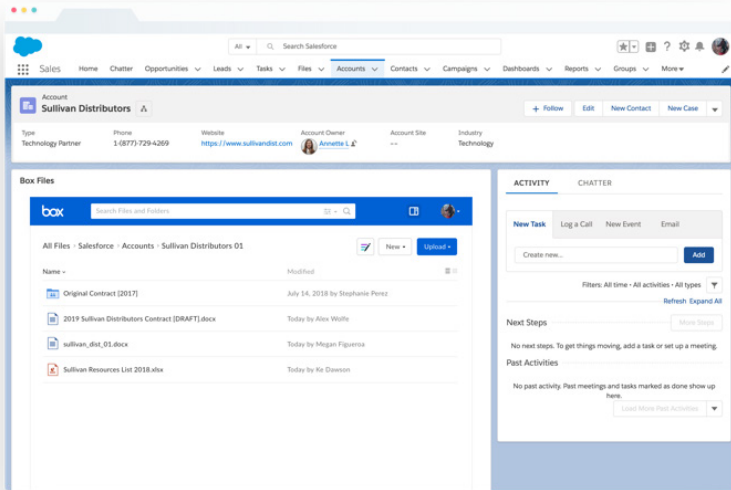 All
Search Salesforce
Sales Home Chatter Opportunities Leads Tasks Files Accounts Contacts Campaigns Dashboards Reports Groups More
Account
Sullivan Distributors
+ Follow Edit New Contact New Case
Type Phone Website Account Owner Account Site Industry
Technology Partner 1-(877)-729-4269 https://www.sullivandist.com Annette L -- Technology
Box Files
box Search Files and Folders
All Files Salesforce Accounts Sullivan Distributors 01 New Upload
Name Modified
Original Contract [2017] July 14, 2018 by Stephanie Perez
2019 Sullivan Distributors Contract [DRAFT].docx Today by Alex Wolfe
sullivan_dist_01.docx Today by Megan Figueroa
Sullivan Resources List 2018.xlsx Today by Ke Dawson
ACTIVITY CHATTER
New Task Log a Call New Event Email
Create new... Add
Filters: All time • All activities • All types
Refresh Expand All
Next Steps More Steps
No next steps. To get things moving, add a task or set up a meeting.
Past Activities
No past activity. Past meetings and tasks marked as done show up
here.
Load More Past Activities